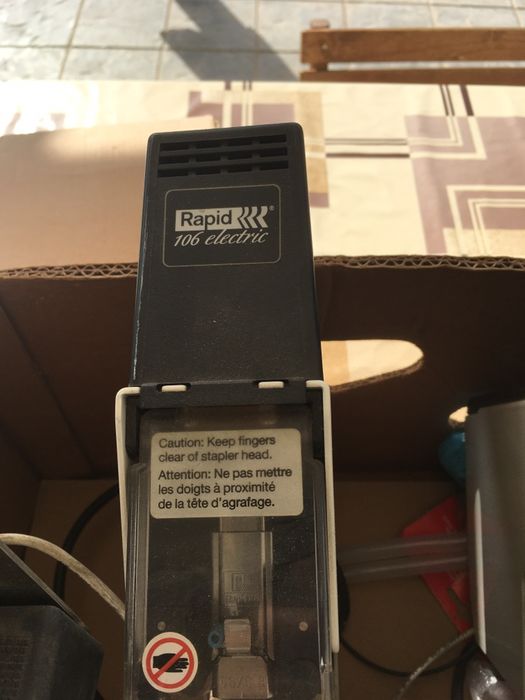 Rapid
106 electric
Caution: Keep fingers
clear of stapler head.
Attention: Ne pas mettre
les doigts à proximité
de la tête d'agrafage.